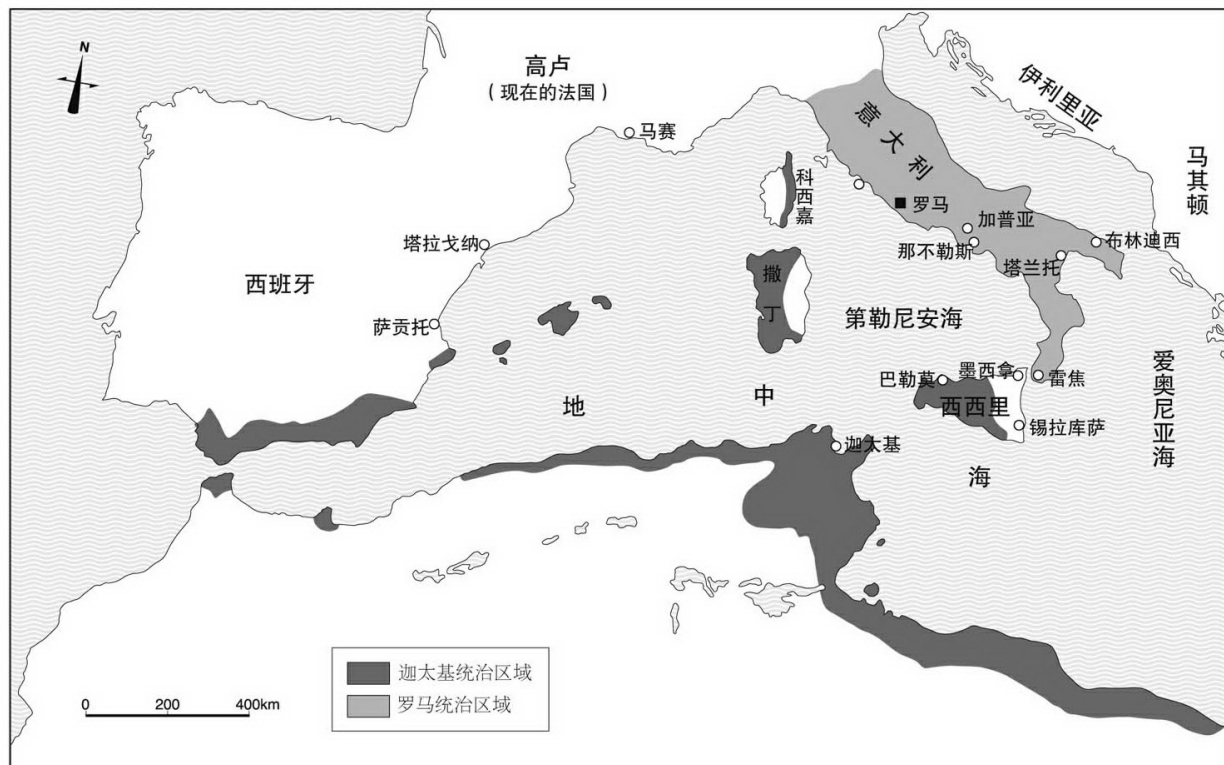 N
高卢
（现在的法国）
伊利里亚
马赛
意大利
马其顿
科西嘉
罗马
加普亚
塔拉戈纳
那不勒斯
布林迪西
塔兰托
西班牙
撒丁
萨贡托
第勒尼安海
墨西拿
雷焦
巴勒莫
爱奥尼亚海
地中海
西西里
锡拉库萨
迦太基
迦太基统治区域
罗马统治区域
0 200 400km